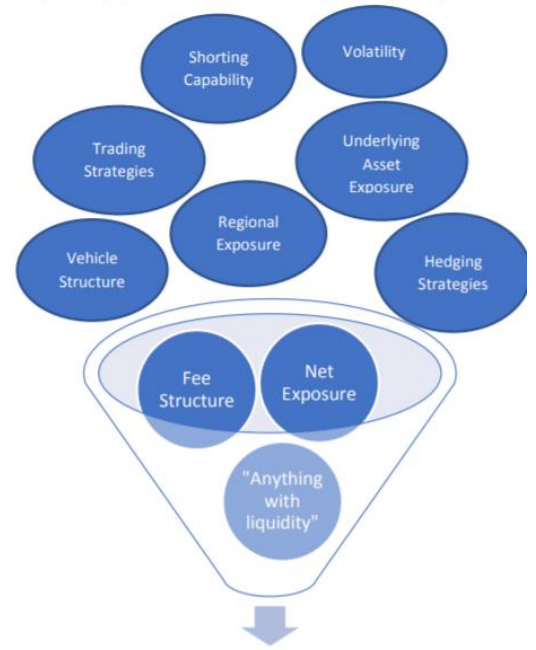 Shorting
Capability
Volatility
Trading
Strategies
Underlying
Asset
Exposure
Regional
Exposure
Vehicle
Structure
Hedging
Strategies
Fee
Structure
Net
Exposure
"Anything
with
liquidity"